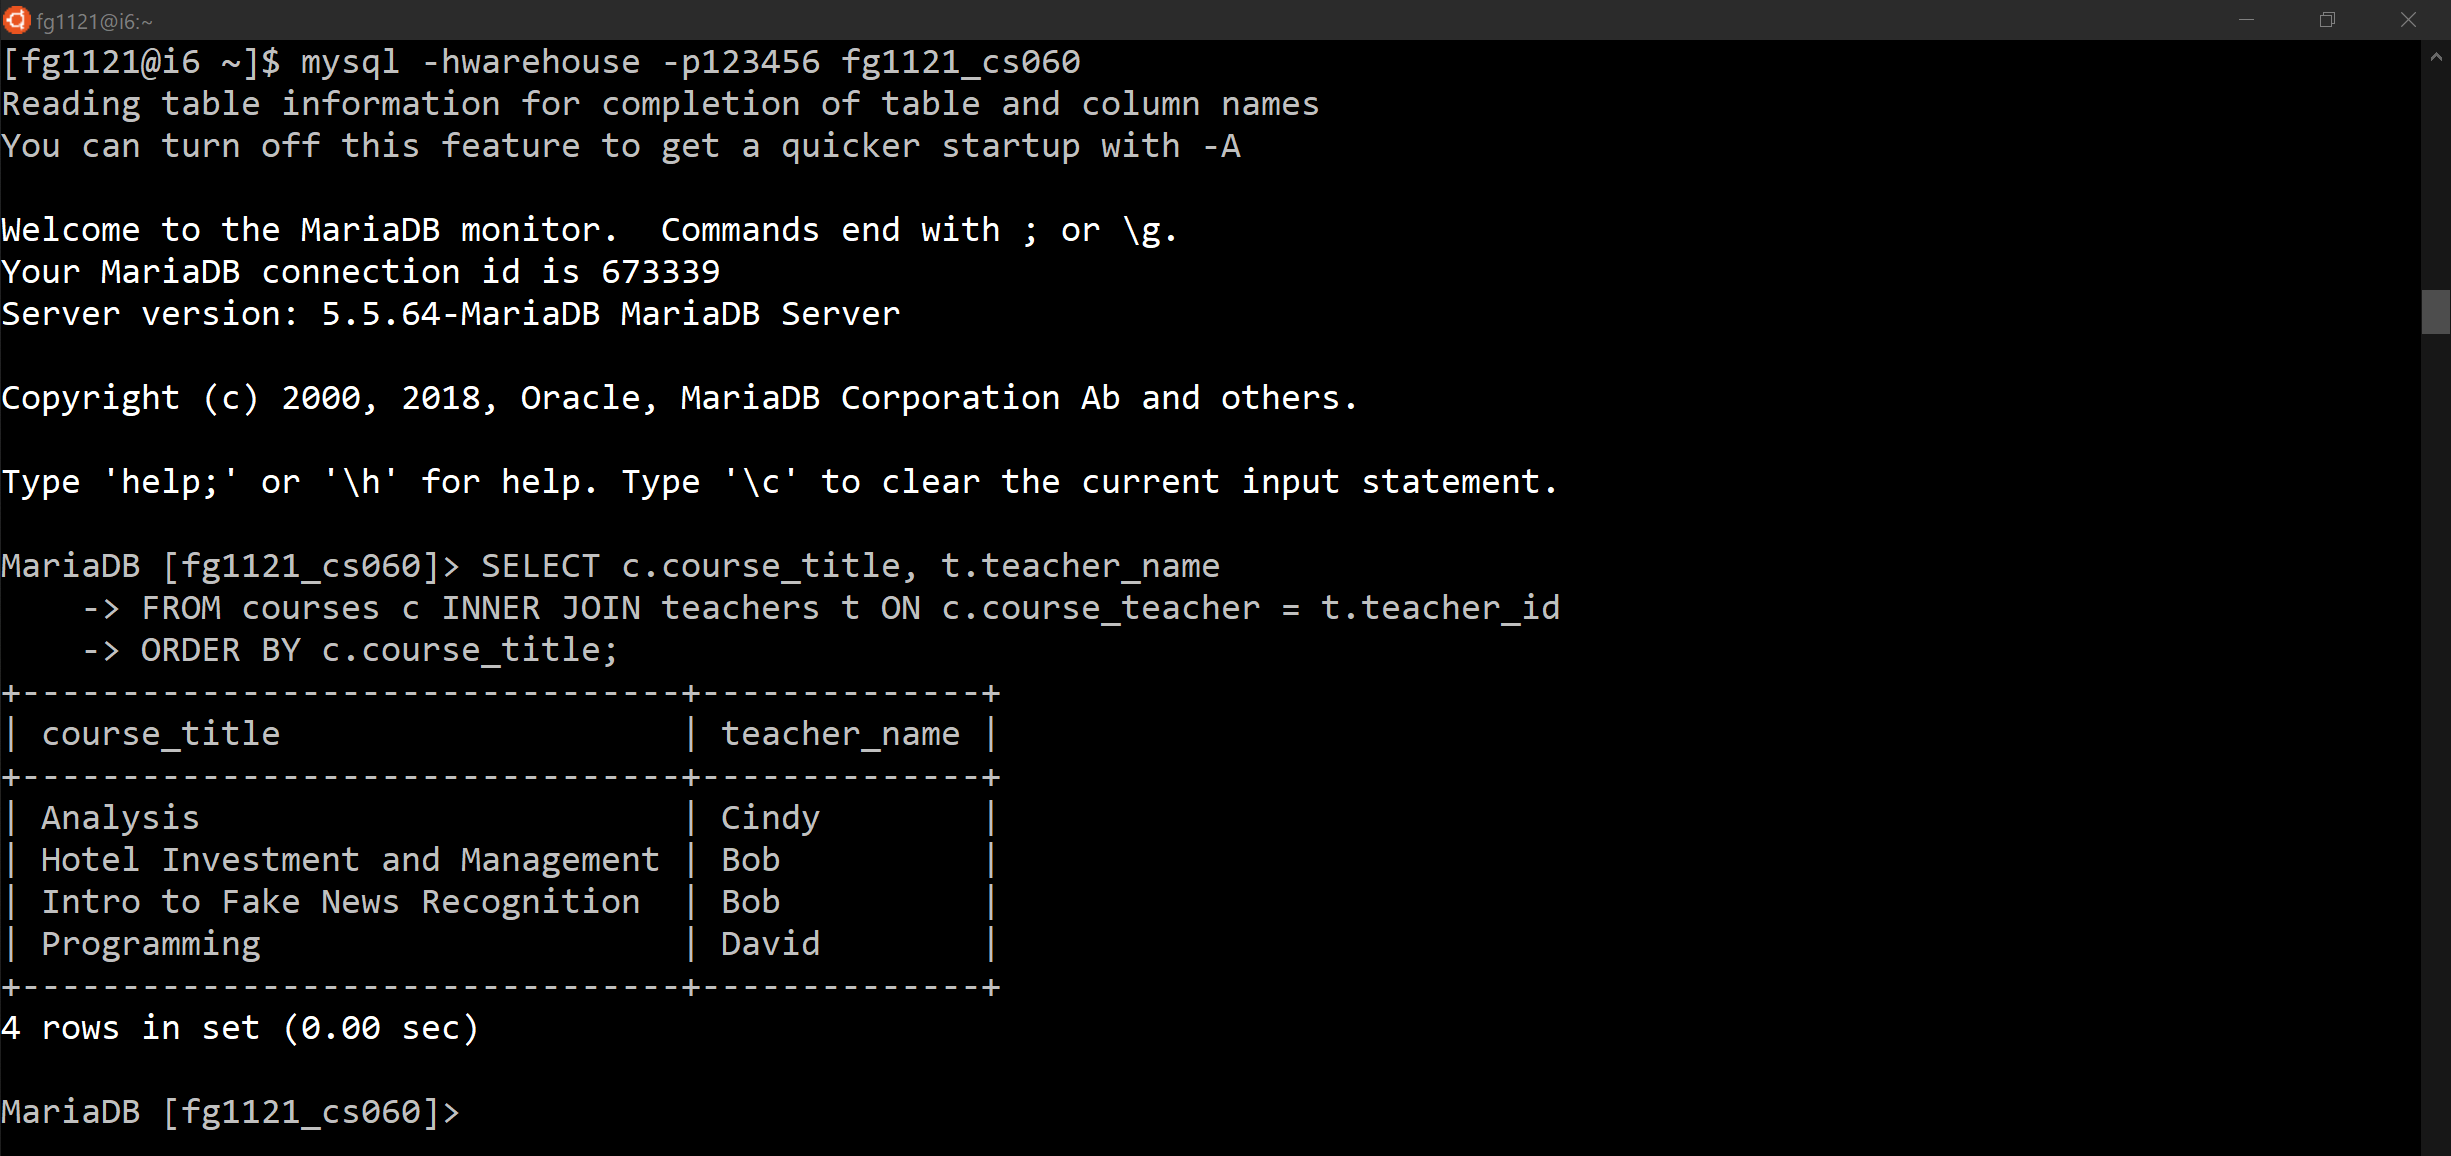 fg1121@i6:~
[fg1121@i6 ~]$ mysql -hwarehouse -p123456 fg1121_cs060
Reading table information for completion of table and column names
You can turn off this feature to get a quicker startup with -A

Welcome to the MariaDB monitor.  Commands end with ; or \g.
Your MariaDB connection id is 673339
Server version: 5.5.64-MariaDB MariaDB Server

Copyright (c) 2000, 2018, Oracle, MariaDB Corporation Ab and others.

Type 'help;' or '\h' for help. Type '\c' to clear the current input statement.

MariaDB [fg1121_cs060]> SELECT c.course_title, t.teacher_name
    -> FROM courses c INNER JOIN teachers t ON c.course_teacher = t.teacher_id
    -> ORDER BY c.course_title;
+---------------------------------+--------------+
| course_title                    | teacher_name |
+---------------------------------+--------------+
| Analysis                        | Cindy        |
| Hotel Investment and Management | Bob          |
| Intro to Fake News Recognition  | Bob          |
| Programming                     | David        |
+---------------------------------+--------------+
4 rows in set (0.00 sec)

MariaDB [fg1121_cs060]>